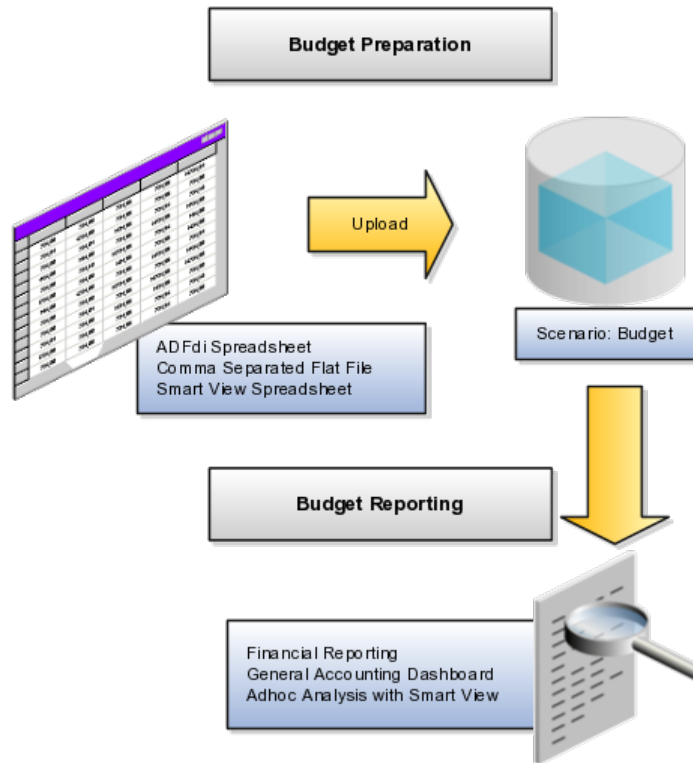 Budget Preparation
Upload
Scenario: Budget
ADFdi Spreadsheet
Comma Separated Flat File
Smart View Spreadsheet
Budget Reporting
Financial Reporting
General Accounting Dashboard
Adhoc Analysis with Smart View